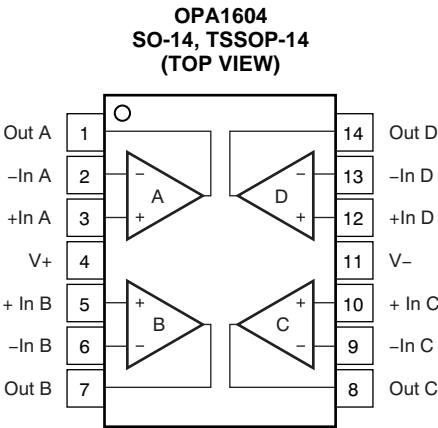 OPA1604
SO-14, TSSOP-14
(TOP VIEW)
Out A 1 14 Out D
−In A 2 − − 13 −In D
A D
+In A 3 + + 12 +In D
V+ 4 11 V−
+ In B 5 + + 10 + In C
B C
−In B 6 − − 9 −In C
Out B 7 8 Out C